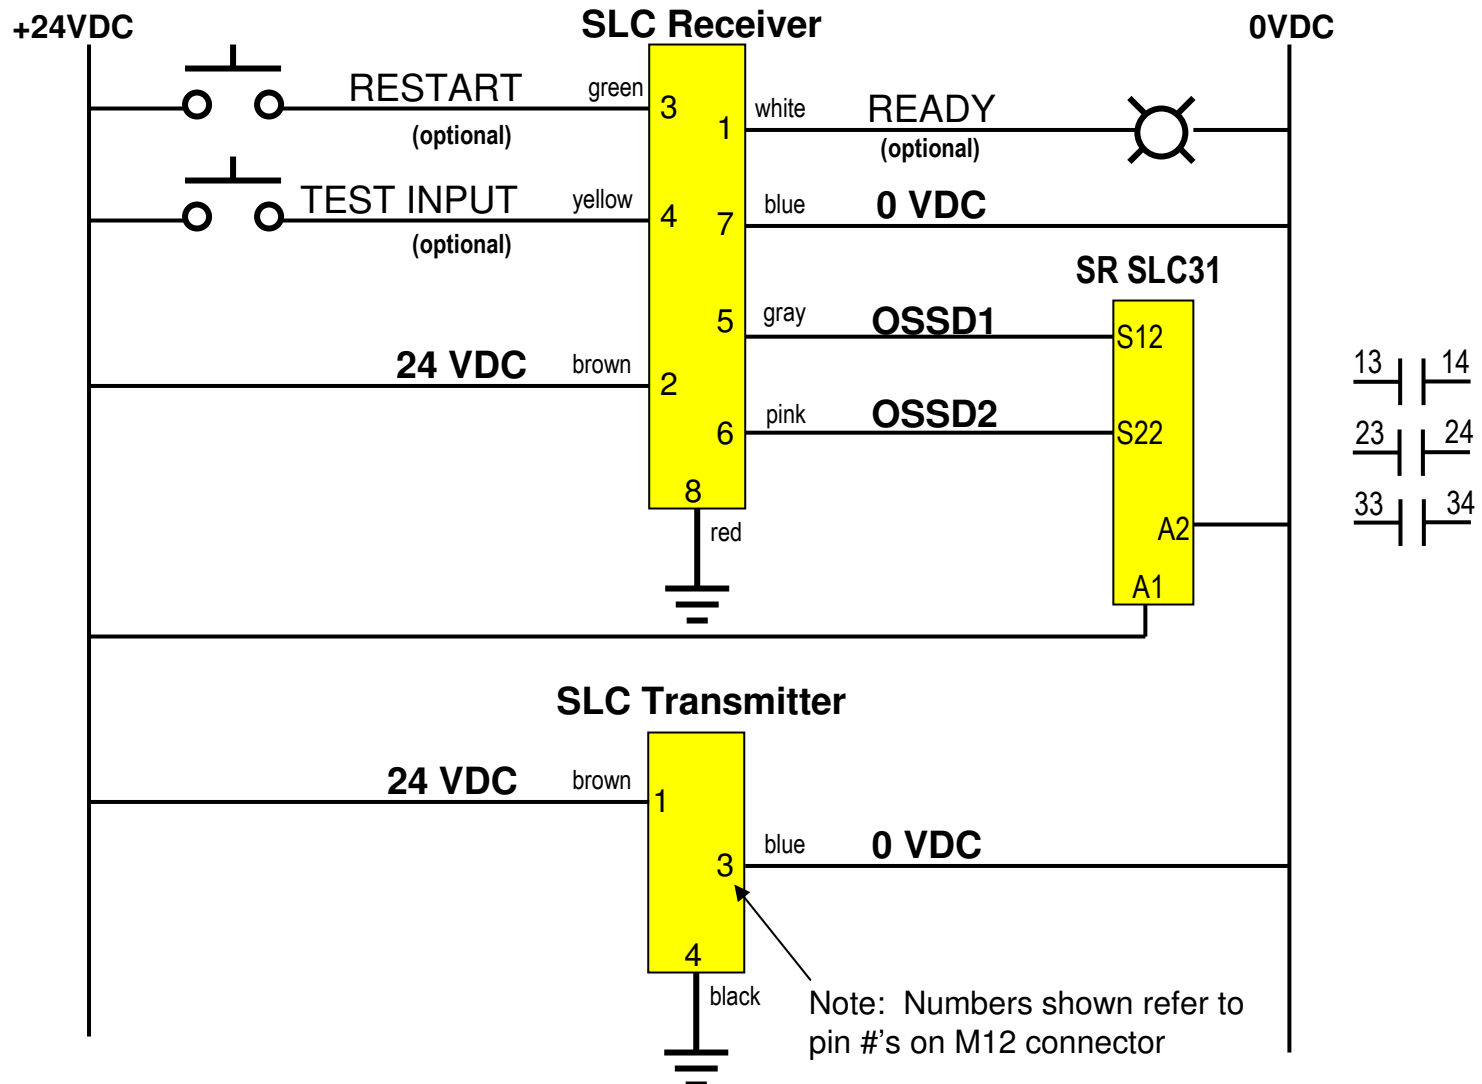 +24VDC
SLC Receiver
0VDC
RESTART
(optional)
green
3
1
white
READY
(optional)
TEST INPUT
(optional)
yellow
4
7
blue
0 VDC
SR SLC31
5
gray
OSSD1
S12
24 VDC
brown
2
6
pink
OSSD2
S22
13
14
23
24
33
34
8
red
A2
A1
SLC Transmitter
24 VDC
brown
1
3
blue
0 VDC
4
black
Note: Numbers shown refer to
pin #'s on M12 connector